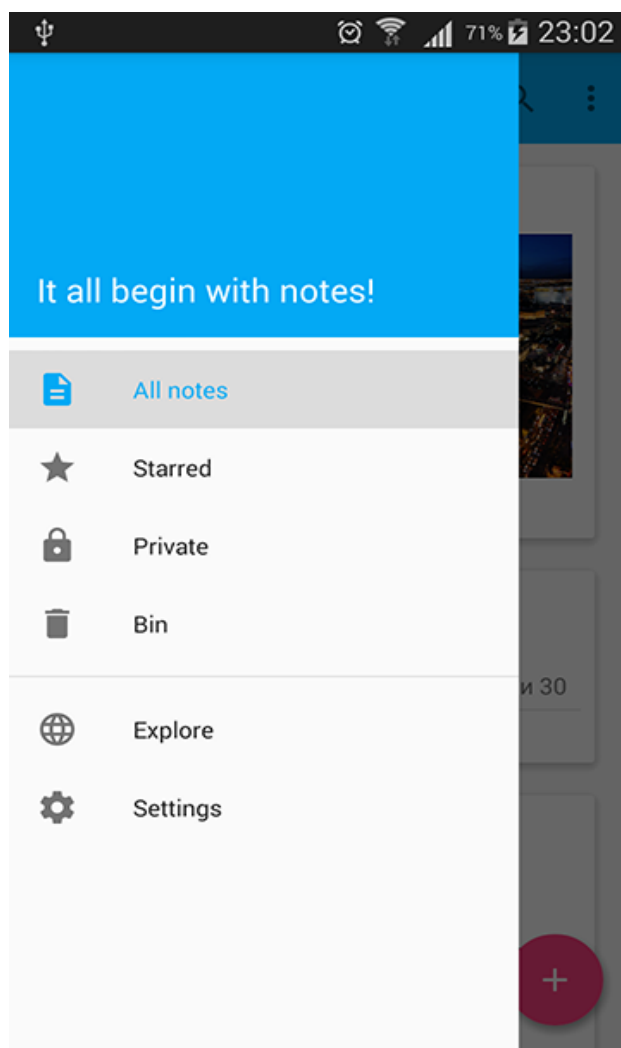 71% 23:02
It all begin with notes!
All notes
Starred
Private
Bin
и 30
Explore
Settings